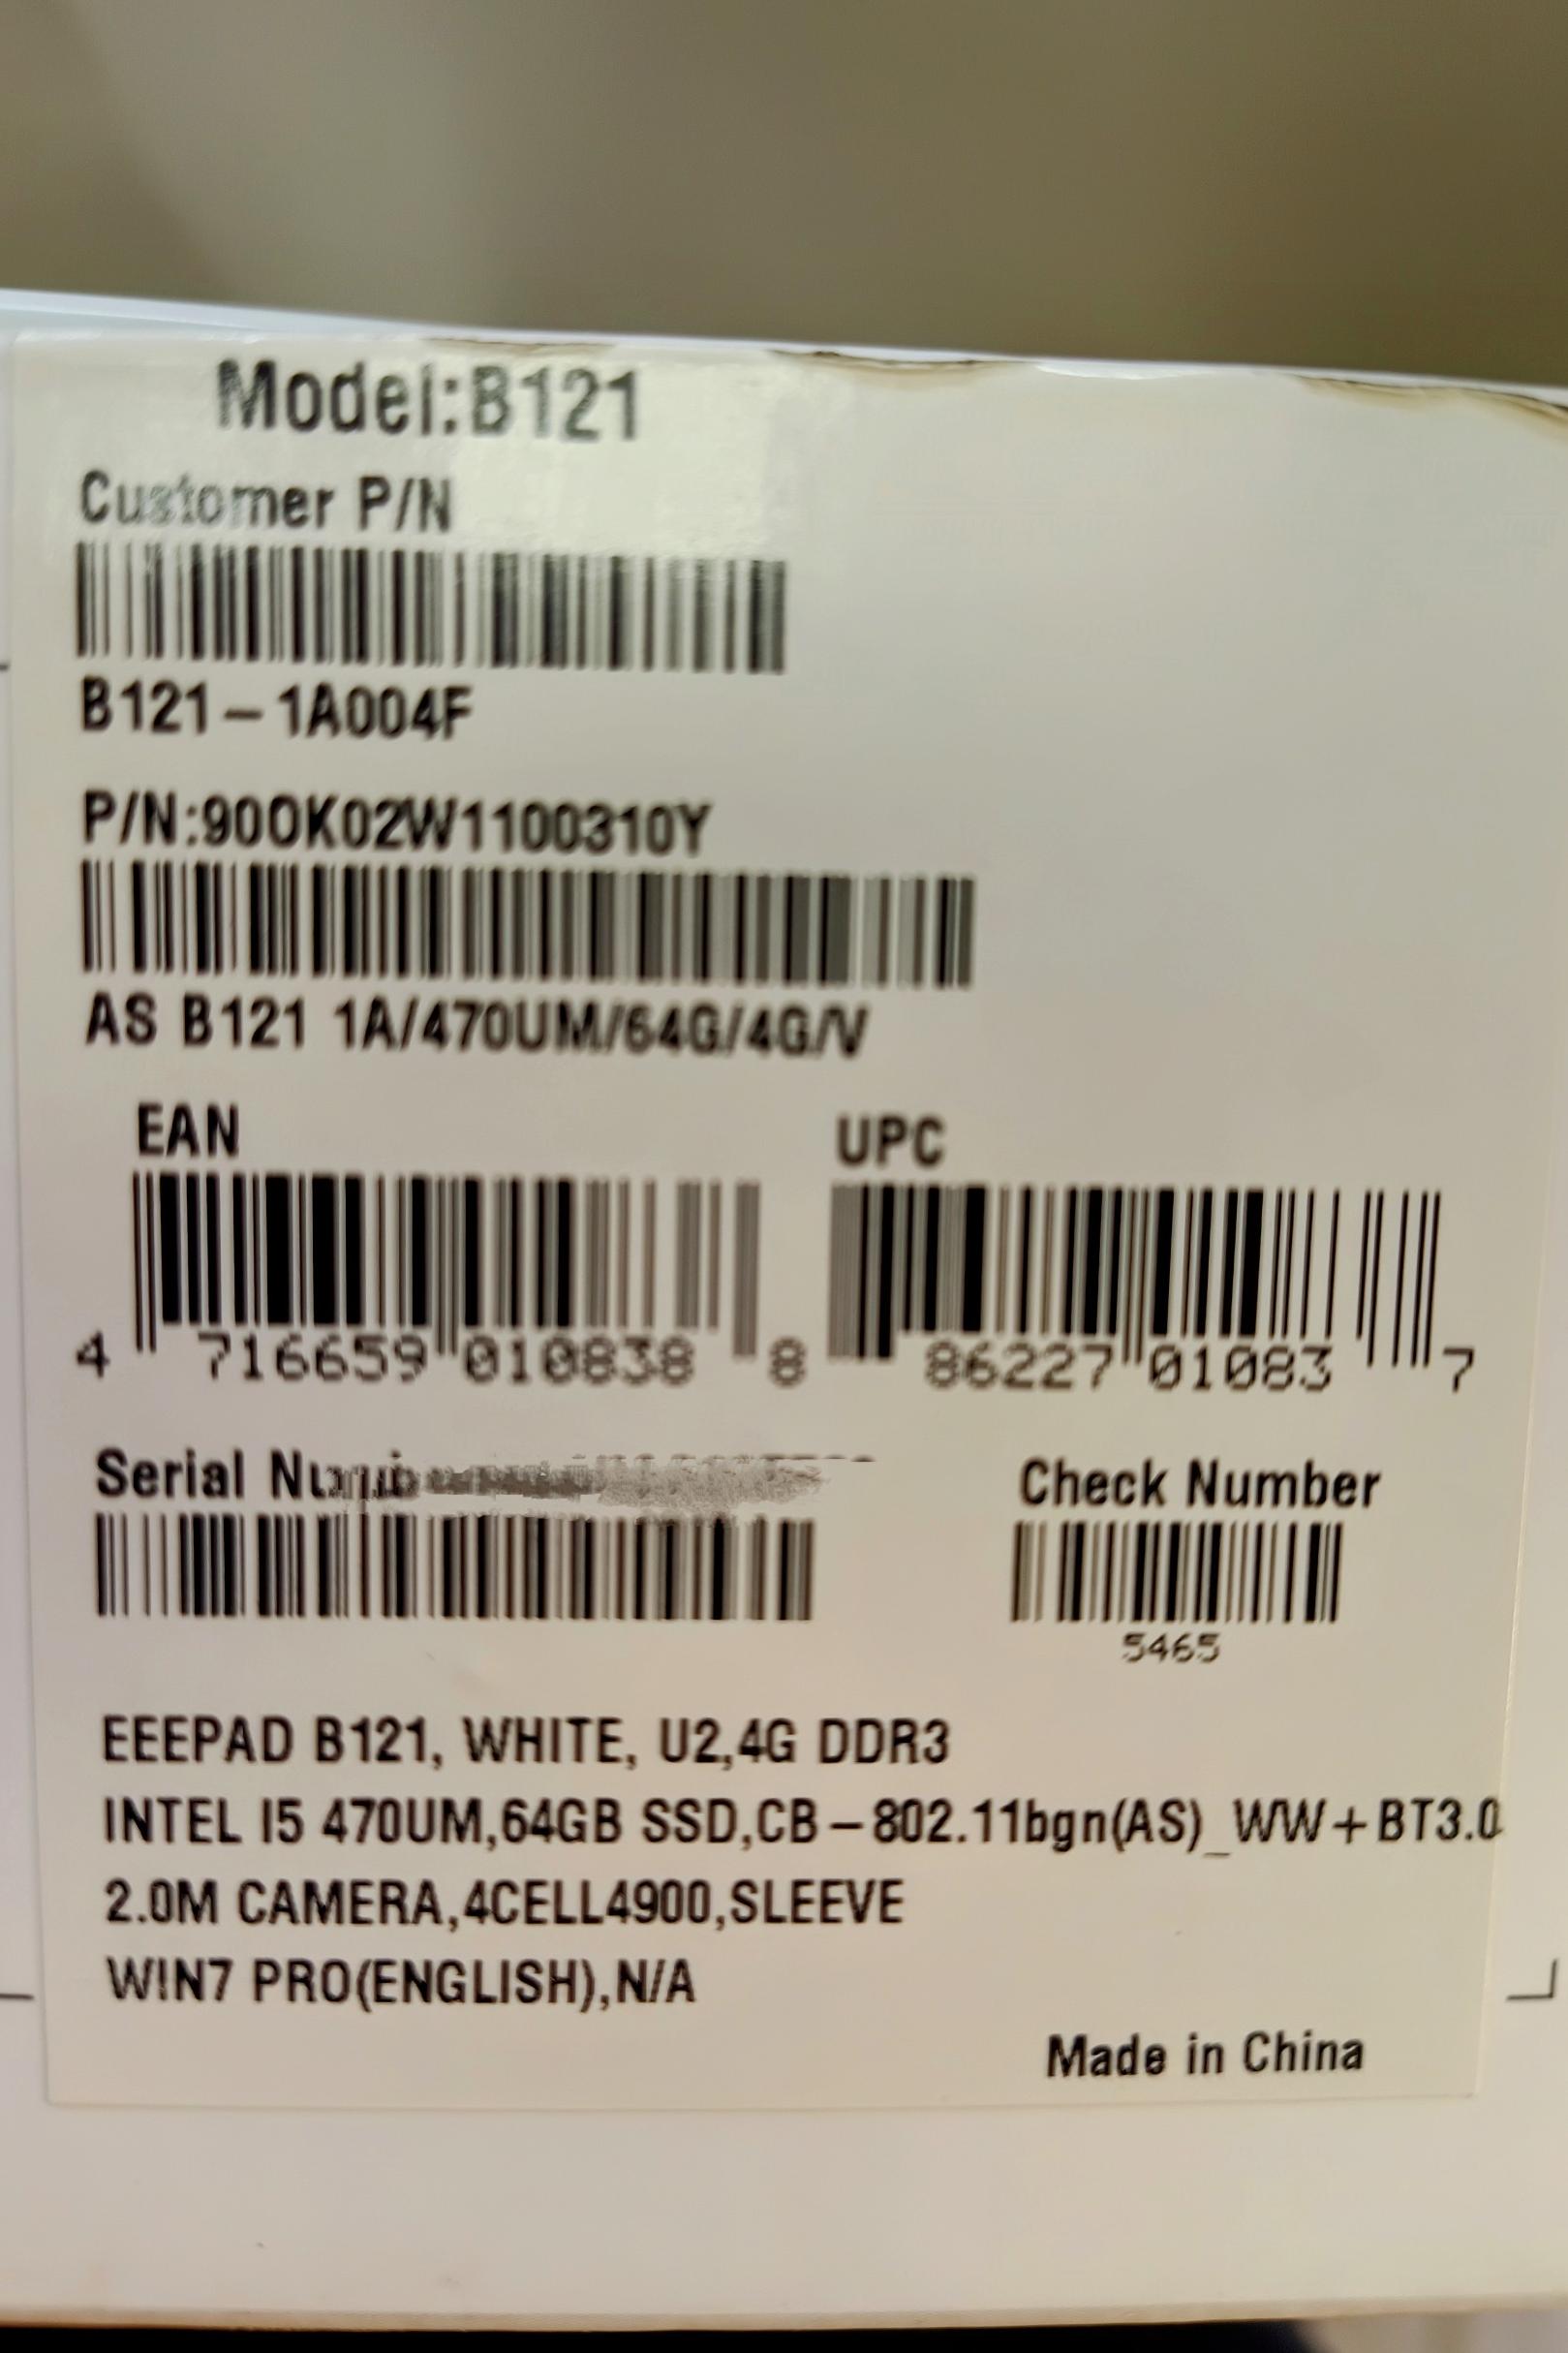 Model:B121
Customer P/N
B121-1A004F
P/N:90OK02W1100310Y
AS B121 1A/470UM/64G/4G/V
EAN UPC
4 716659 010838 8 86227 01083 7
Serial Check Number
5465
EEEPAD B121, WHITE, U2,4G DDR3
INTEL I5 470UM,64GB SSD,CB-802.11bgn(AS)_WW+BT3.0
2.0M CAMERA,4CELL4900,SLEEVE
WIN7 PRO(ENGLISH),N/A
Made in China